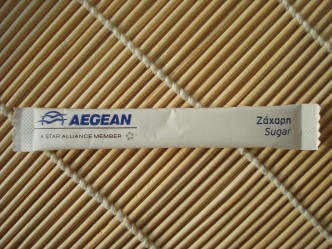 AEGEAN
A STAR ALLIANCE MEMBER
Ζάχαρη
Sugar